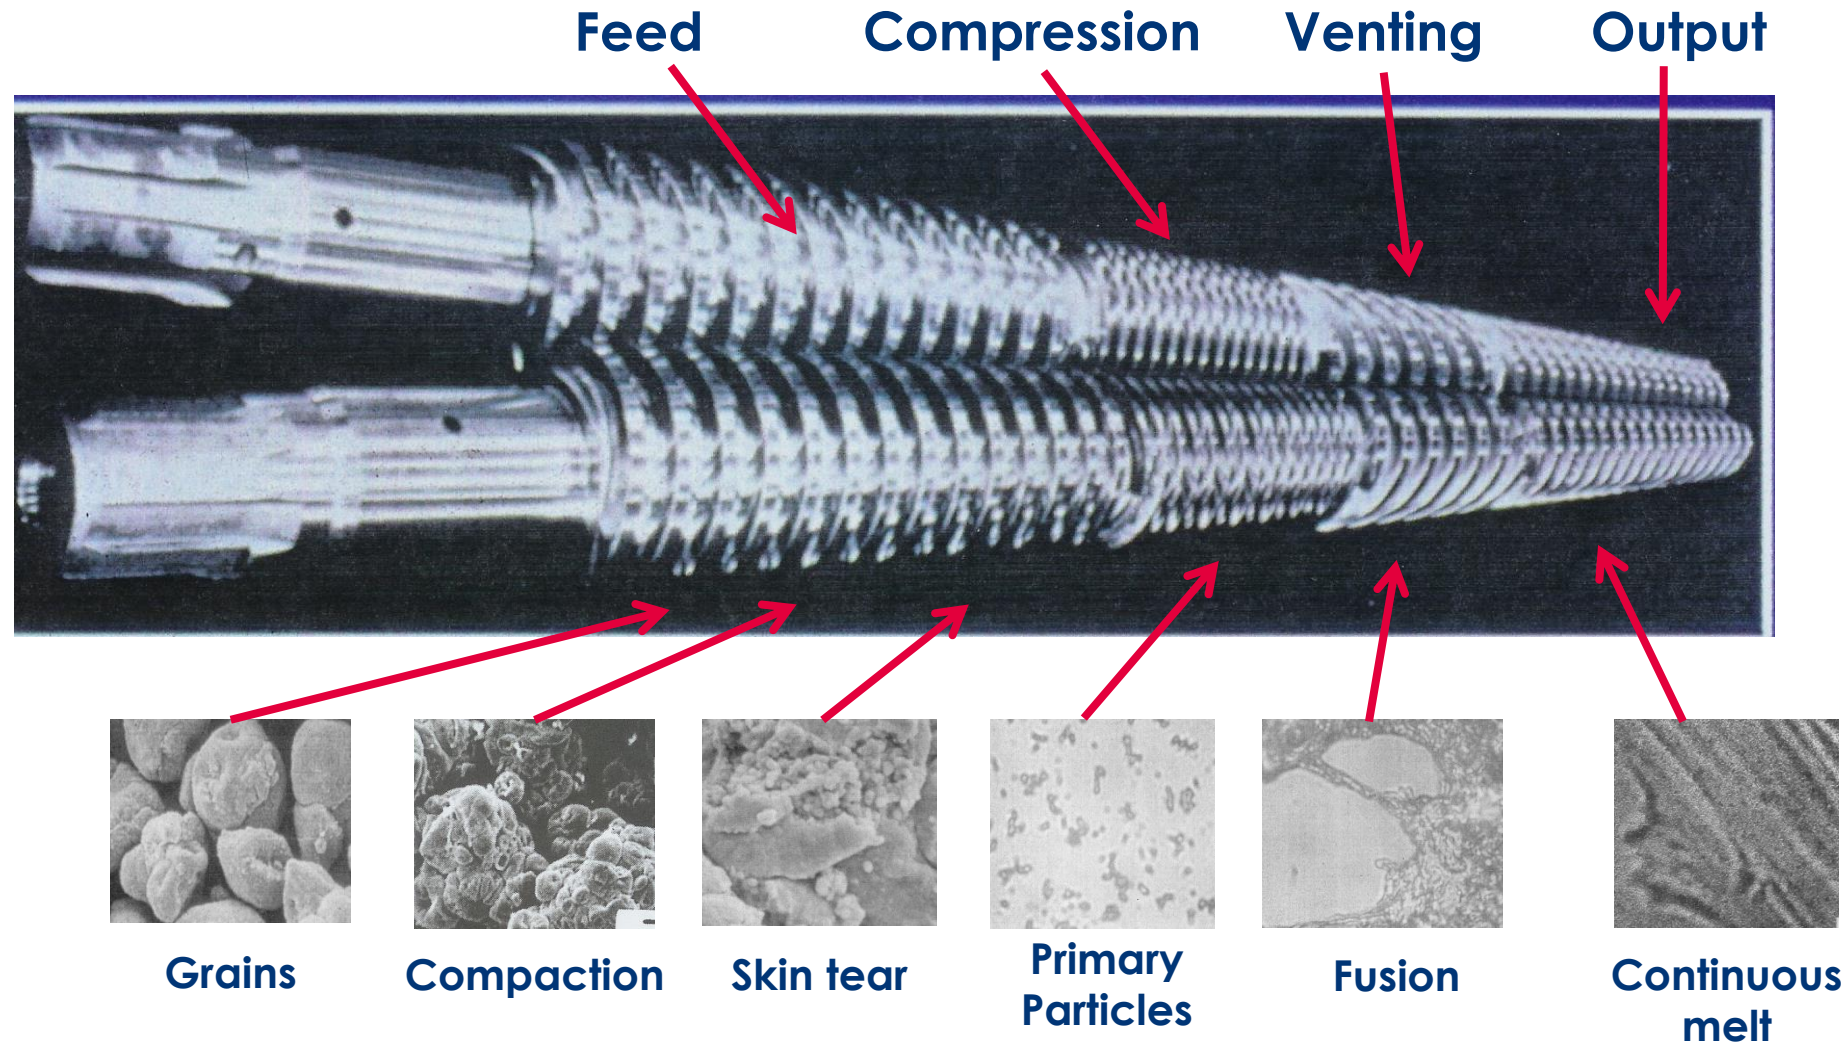 Feed
Compression
Venting
Output
Grains
Compaction
Skin tear
Primary
Particles
Fusion
Continuous
melt